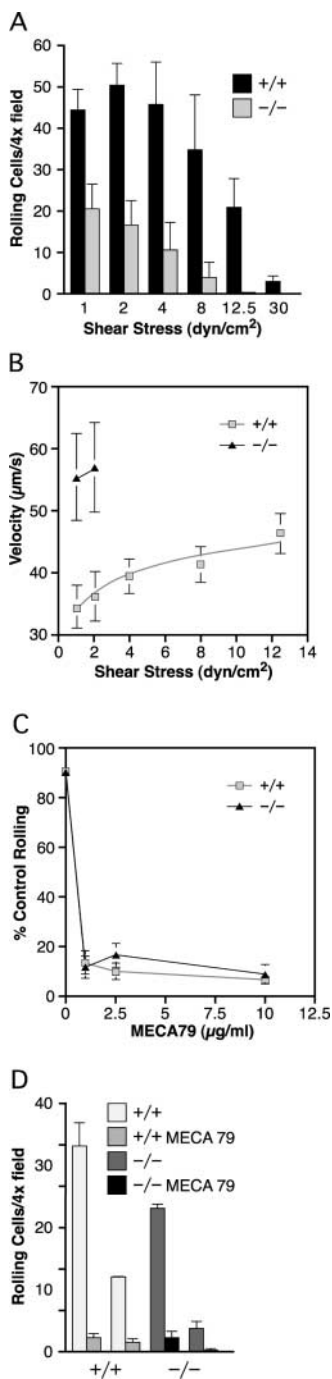 A
60
50
40
30
20
10
0
Rolling Cells/4x field
+/+
−/−
1 2 4 8 12.5 30
Shear Stress (dyn/cm²)
B
70
60
50
40
30
Velocity (µm/s)
+/+
−/−
0 2 4 6 8 10 12 14
Shear Stress (dyn/cm²)
C
100
80
60
40
20
0
% Control Rolling
+/+
−/−
0 2.5 5 7.5 10 12.5
MECA79 (µg/ml)
D
40
30
20
10
0
Rolling Cells/4x field
+/+
+/+ MECA 79
−/−
−/− MECA 79
+/+ −/−